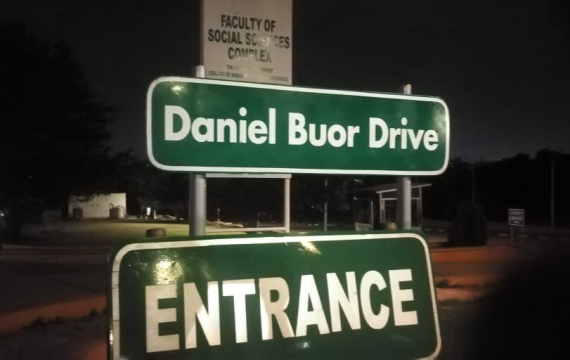 FACULTY OF
SOCIAL SCIENCES
COMPLEX
Daniel Buor Drive
ENTRANCE